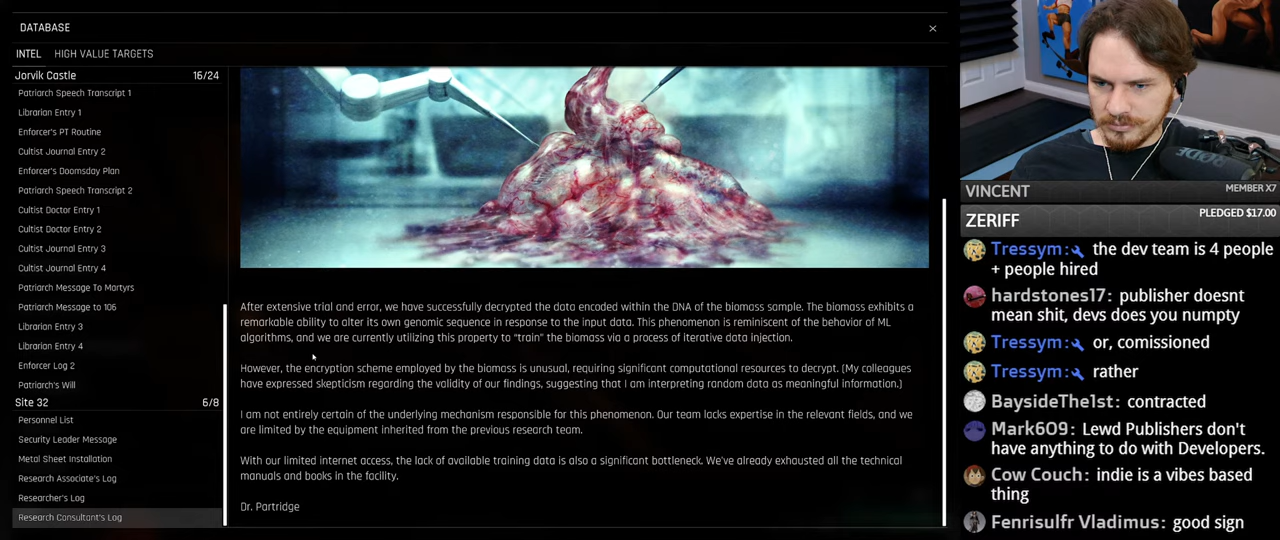 DATABASE
×
INTEL HIGH VALUE TARGETS
Jorvik Castle 16/24
Patriarch Speech Transcript 1
Librarian Entry 1
Enforcer's PT Routine
Cultist Journal Entry 2
Enforcer's Doomsday Plan
Patriarch Speech Transcript 2
Cultist Doctor Entry 1
Cultist Doctor Entry 2
Cultist Journal Entry 3
Cultist Journal Entry 4
Patriarch Message To Martyrs
Patriarch Message to 106
Librarian Entry 3
Librarian Entry 4
Enforcer Log 2
Patriarch's Will
Site 32 6/8
Personnel List
Security Leader Message
Metal Sheet Installation
Research Associate's Log
Researcher's Log
Research Consultant's Log
After extensive trial and error, we have successfully decrypted the data encoded within the DNA of the biomass sample. The biomass exhibits a
remarkable ability to alter its own genomic sequence in response to the input data. This phenomenon is reminiscent of the behavior of ML
algorithms, and we are currently utilizing this property to "train" the biomass via a process of iterative data injection.
However, the encryption scheme employed by the biomass is unusual, requiring significant computational resources to decrypt. (My colleagues
have expressed skepticism regarding the validity of our findings, suggesting that I am interpreting random data as meaningful information.)
I am not entirely certain of the underlying mechanism responsible for this phenomenon. Our team lacks expertise in the relevant fields, and we
are limited by the equipment inherited from the previous research team.
With our limited internet access, the lack of available training data is also a significant bottleneck. We've already exhausted all the technical
manuals and books in the facility.
Dr. Partridge
RODE
VINCENT MEMBER X7
ZERIFF PLEDGED $17.00
Tressym: the dev team is 4 people
+ people hired
hardstones17: publisher doesnt
mean shit, devs does you numpty
Tressym: or, comissioned
Tressym: rather
BaysideThe1st: contracted
Mark609: Lewd Publishers don't
have anything to do with Developers.
Cow Couch: indie is a vibes based
thing
Fenrisulfr Vladimus: good sign